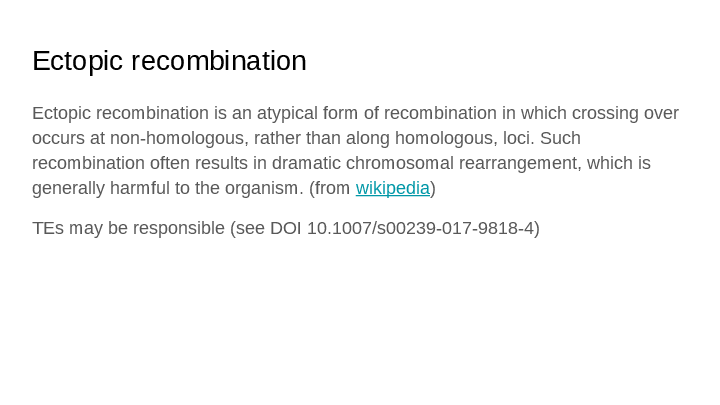 Ectopic recombination
Ectopic recombination is an atypical form of recombination in which crossing over
occurs at non-homologous, rather than along homologous, loci. Such
recombination often results in dramatic chromosomal rearrangement, which is
generally harmful to the organism. (from wikipedia)
TEs may be responsible (see DOI 10.1007/s00239-017-9818-4)